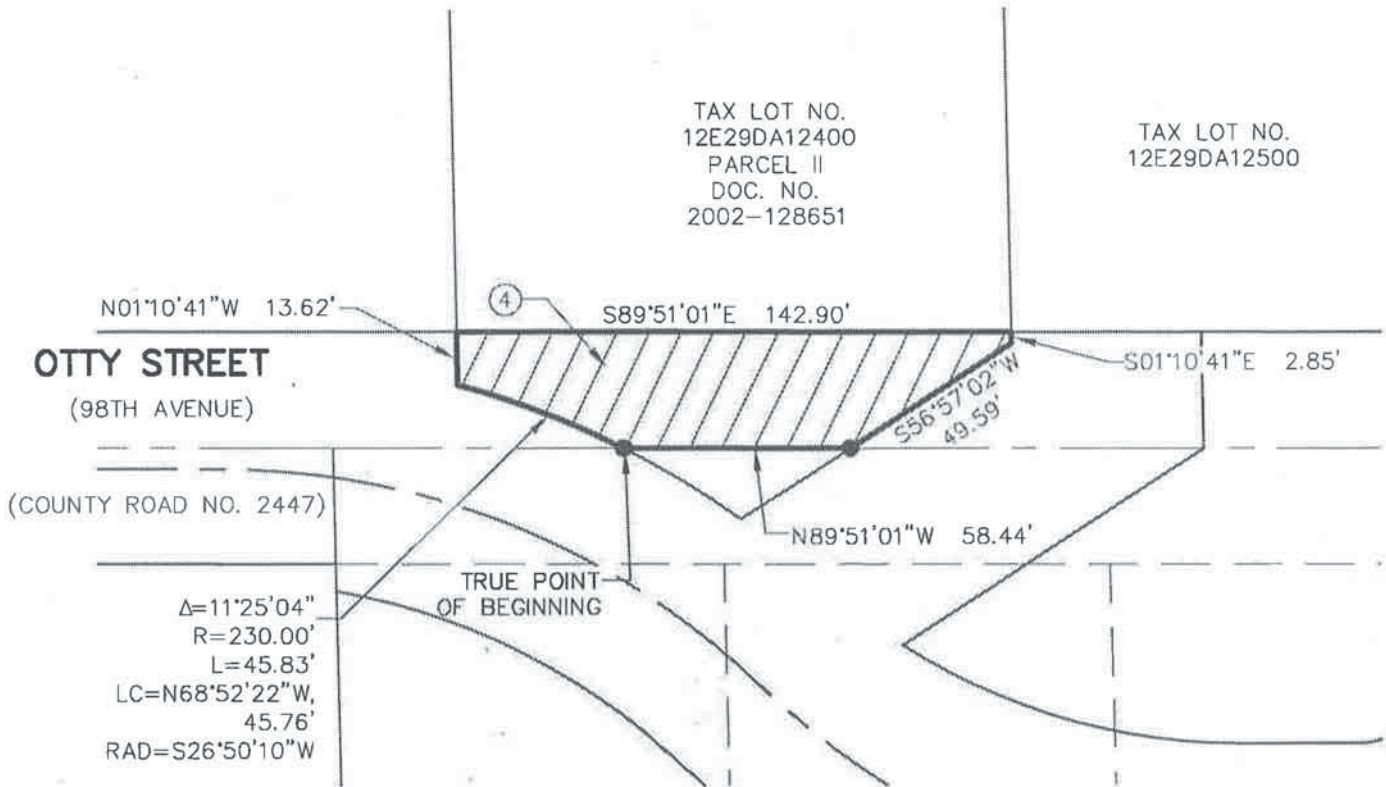 TAX LOT NO.
12E29DA12400
PARCEL II
DOC. NO.
2002-128651
TAX LOT NO.
12E29DA12500
N01°10'41"W 13.62'
4
S89°51'01"E 142.90'
OTTY STREET
(98TH AVENUE)
S01°10'41"E 2.85'
S56°57'02"W
49.59'
(COUNTY ROAD NO. 2447)
N89°51'01"W 58.44'
TRUE POINT
OF BEGINNING
Δ=11°25'04"
R=230.00'
L=45.83'
LC=N68°52'22"W,
45.76'
RAD=S26°50'10"W